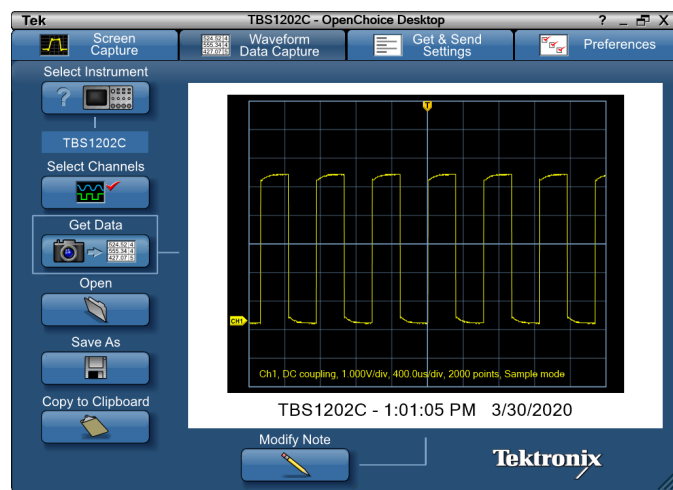 Tek TBS1202C - OpenChoice Desktop ? _ X
Screen Capture
Waveform Data Capture
Get & Send Settings
Preferences
Select Instrument
?
TBS1202C
Select Channels
Get Data
Open
Save As
Copy to Clipboard
T
CH1
Ch1, DC coupling, 1.000V/div, 400.0us/div, 2000 points, Sample mode
TBS1202C - 1:01:05 PM 3/30/2020
Modify Note
Tektronix